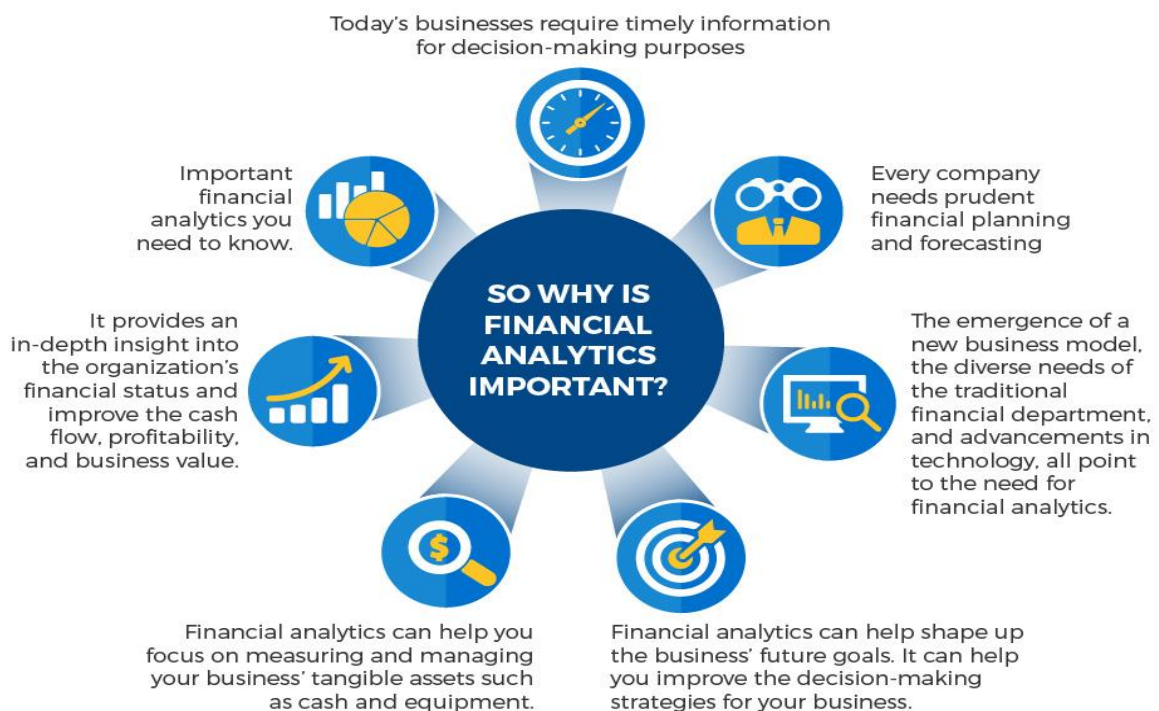 Today's businesses require timely information
for decision-making purposes
Important
financial
analytics you
need to know.
Every company
needs prudent
financial planning
and forecasting
SO WHY IS
FINANCIAL
ANALYTICS
IMPORTANT?
It provides an
in-depth insight into
the organization's
financial status and
improve the cash
flow, profitability,
and business value.
The emergence of a
new business model,
the diverse needs of
the traditional
financial department,
and advancements in
technology, all point
to the need for
financial analytics.
Financial analytics can help you
focus on measuring and managing
your business' tangible assets such
as cash and equipment.
Financial analytics can help shape up
the business' future goals. It can help
you improve the decision-making
strategies for your business.